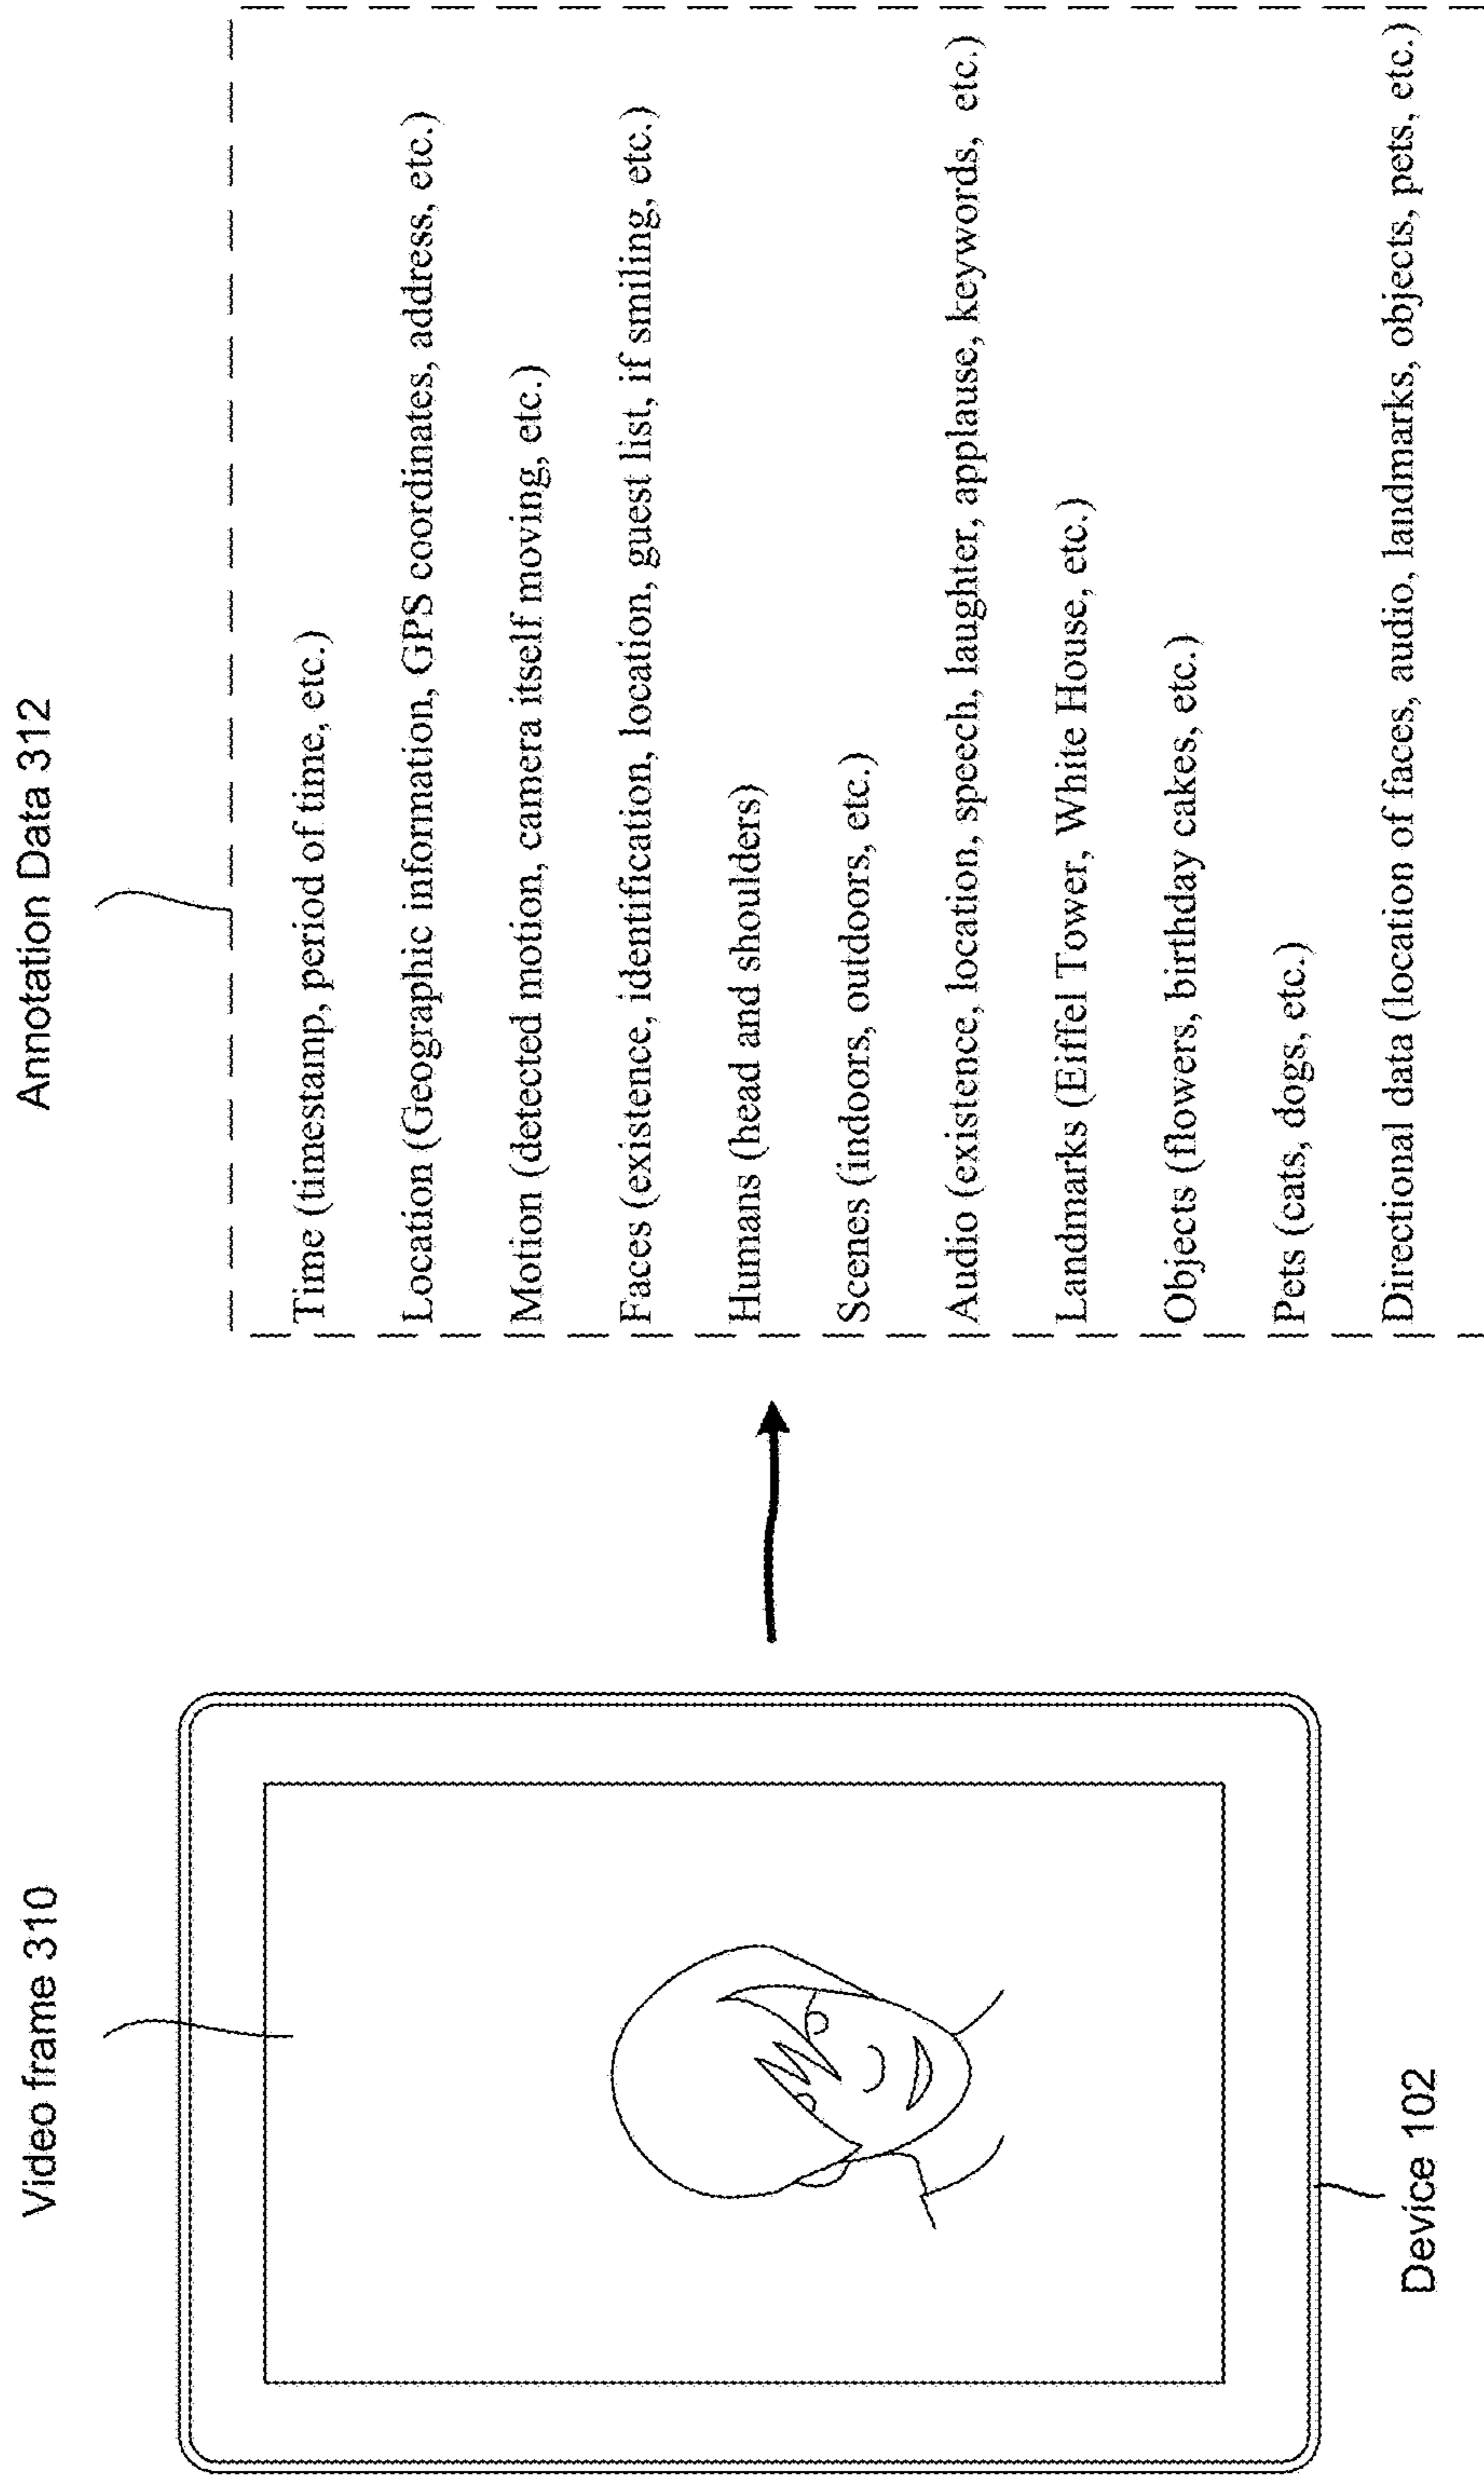 Video frame 310
Device 102
Annotation Data 312
Time (timestamp, period of time, etc.)
Location (Geographic information, GPS coordinates, address, etc.)
Motion (detected motion, camera itself moving, etc.)
Faces (existence, identification, location, guest list, if smiling, etc.)
Humans (head and shoulders)
Scenes (indoors, outdoors, etc.)
Audio (existence, location, speech, laughter, applause, keywords, etc.)
Landmarks (Eiffel Tower, White House, etc.)
Objects (flowers, birthday cakes, etc.)
Pets (cats, dogs, etc.)
Directional data (location of faces, audio, landmarks, objects, pets, etc.)